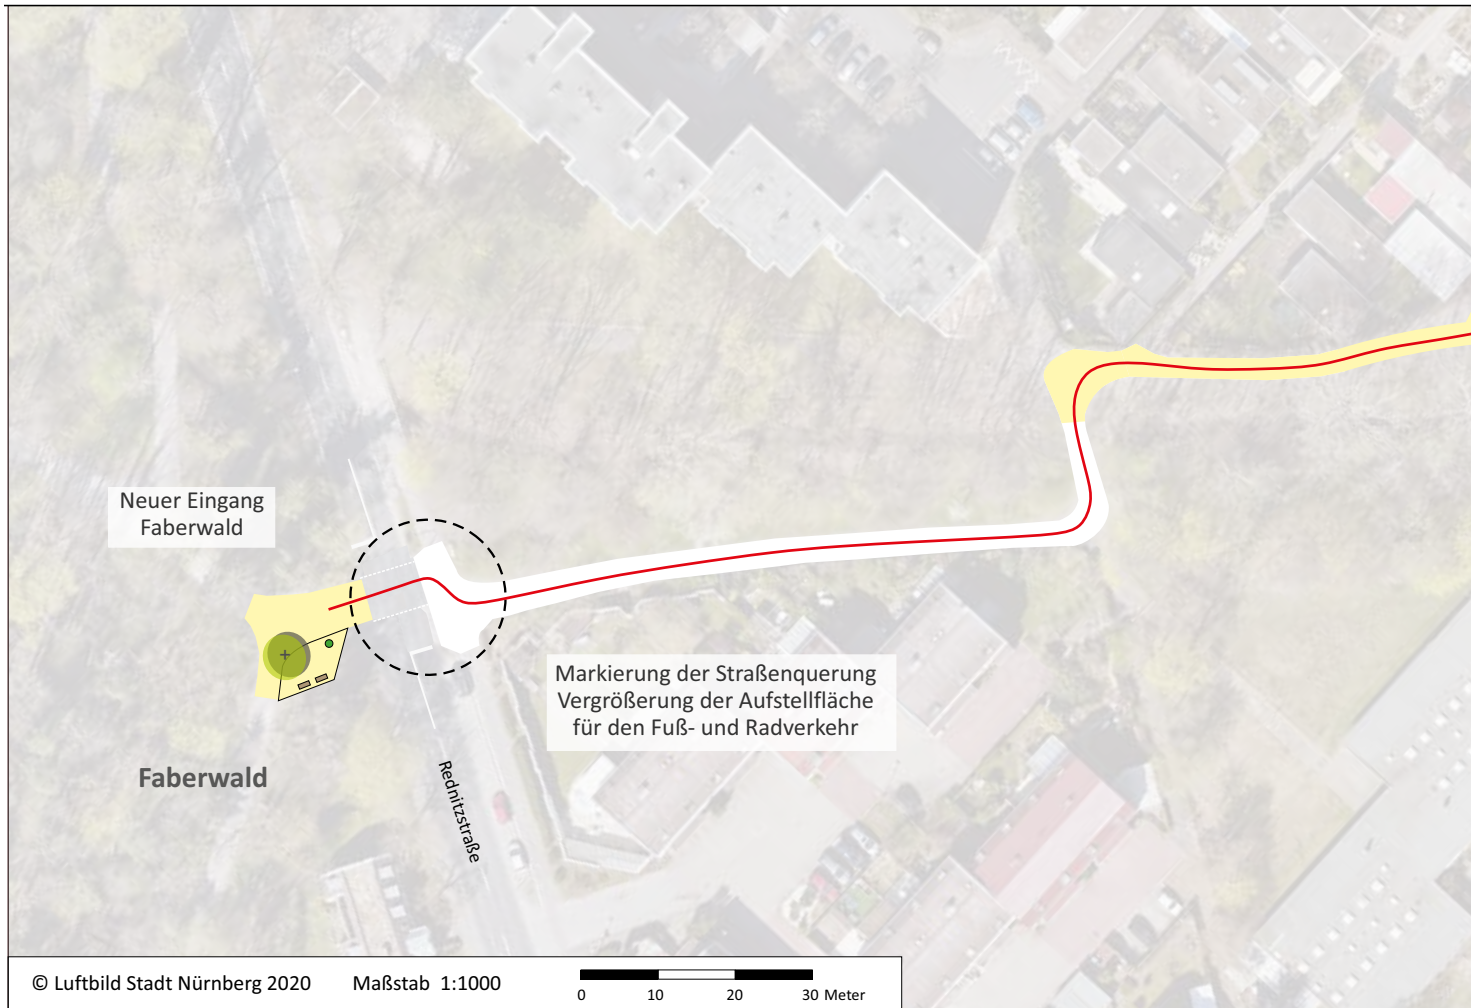 Neuer Eingang
Faberwald
Markierung der Straßenquerung
Vergrößerung der Aufstellfläche
für den Fuß- und Radverkehr
Faberwald
Rednitzstraße
© Luftbild Stadt Nürnberg 2020 Maßstab 1:1000
0 10 20 30 Meter